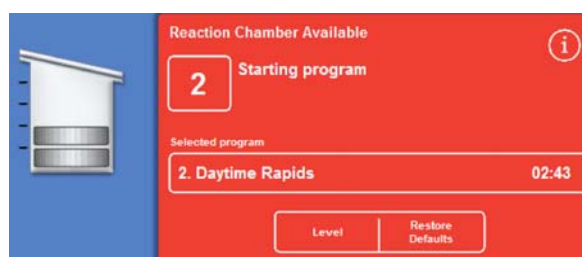 Reaction Chamber Available
i
2
Starting program
Selected program
2. Daytime Rapids 02:43
Level
Restore
Defaults